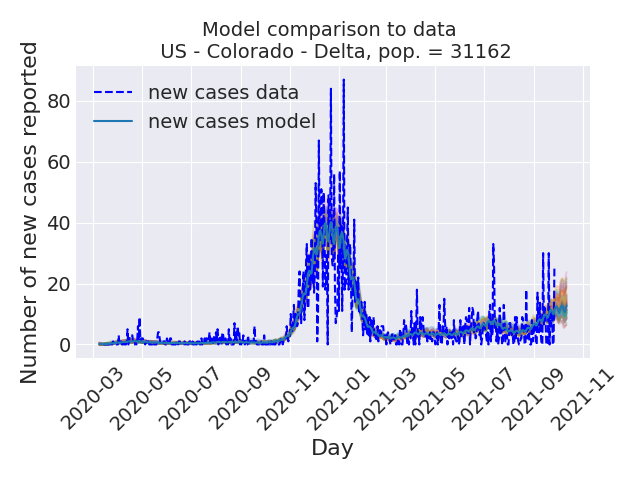 Model comparison to data
US - Colorado - Delta, pop. = 31162
Number of new cases reported
80
60
40
20
0
new cases data
new cases model
2020-03
2020-05
2020-07
2020-09
2020-11
2021-01
2021-03
2021-05
2021-07
2021-09
2021-11
Day